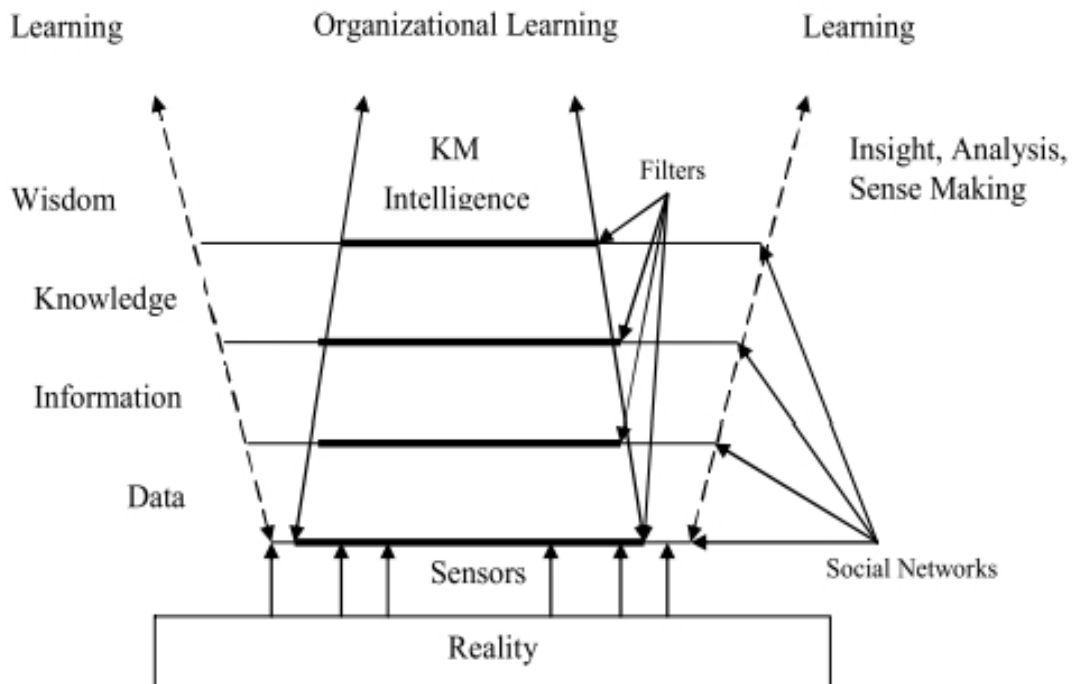 Learning
Organizational Learning
Learning
KM
Intelligence
Filters
Insight, Analysis,
Sense Making
Wisdom
Knowledge
Information
Data
Sensors
Social Networks
Reality